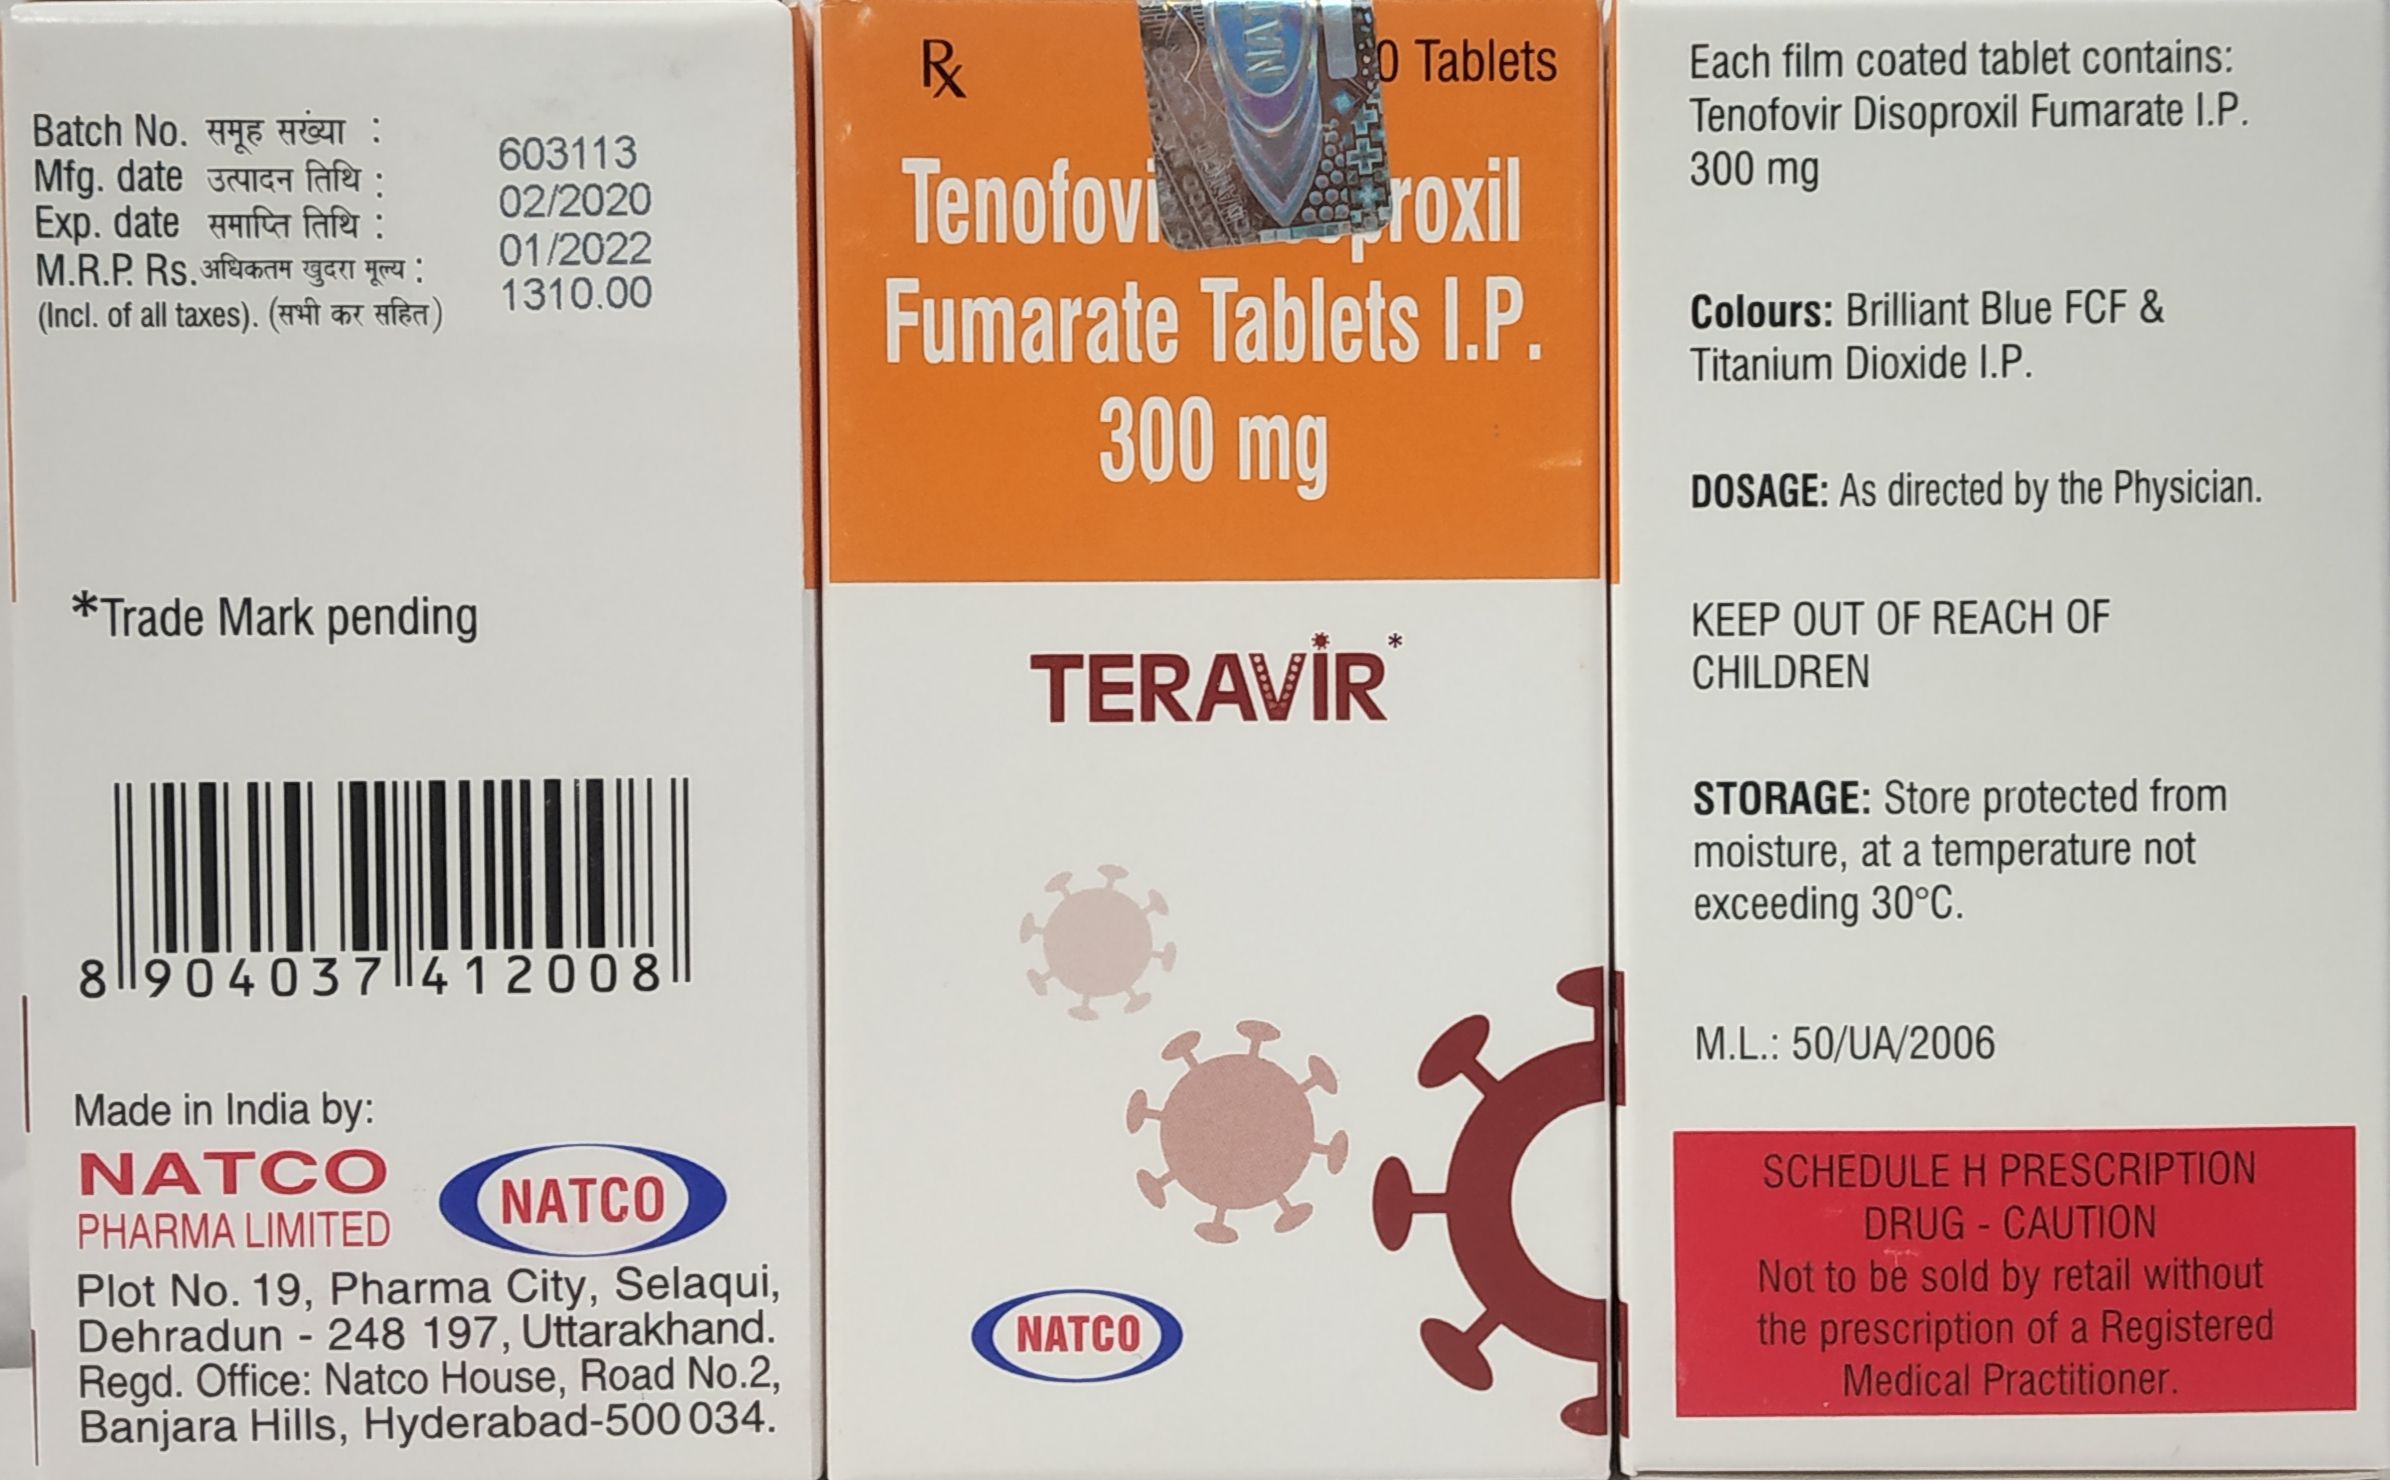 Batch No. समूह सख्ंया :
603113
Mfg. date उत्पादन तिथि :
02/2020
Exp. date समाप्ति तिथि :
01/2022
M.R.P. Rs. अधिकतम खुदरा मूल्य :
1310.00
(Incl. of all taxes). (सभी कर सहित)
*Trade Mark pending
8 904037 412008
Made in India by:
NATCO
PHARMA LIMITED
NATCO
Plot No. 19, Pharma City, Selaqui,
Dehradun - 248 197, Uttarakhand.
Regd. Office: Natco House, Road No.2,
Banjara Hills, Hyderabad-500 034.
Rx Tablets
Fumarate Tablets I.P.
300 mg
TERAVIR*
NATCO
Each film coated tablet contains:
Tenofovir Disoproxil Fumarate I.P.
300 mg
Colours: Brilliant Blue FCF &
Titanium Dioxide I.P.
DOSAGE: As directed by the Physician.
KEEP OUT OF REACH OF
CHILDREN
STORAGE: Store protected from
moisture, at a temperature not
exceeding 30°C.
M.L.: 50/UA/2006
SCHEDULE H PRESCRIPTION
DRUG - CAUTION
Not to be sold by retail without
the prescription of a Registered
Medical Practitioner.